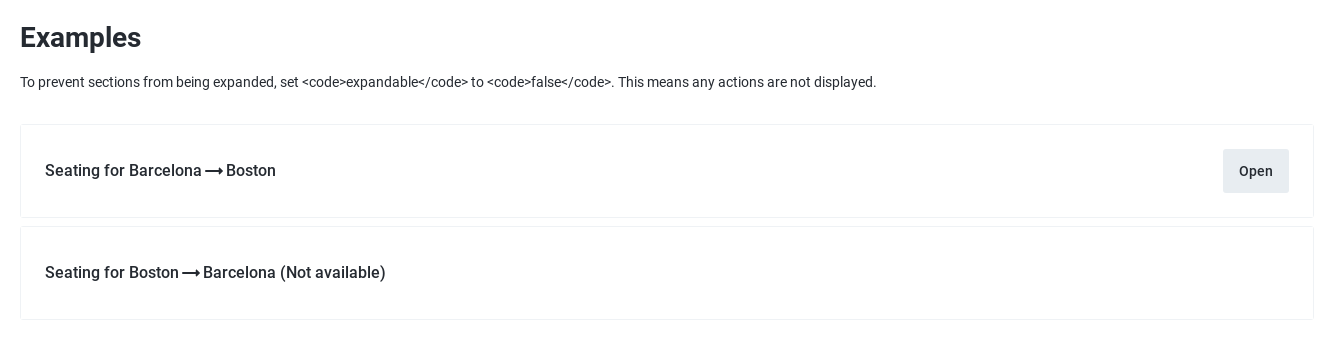 Examples
To prevent sections from being expanded, set <code>expandable</code> to <code>false</code>. This means any actions are not displayed.
Seating for Barcelona → Boston
Open
Seating for Boston → Barcelona (Not available)